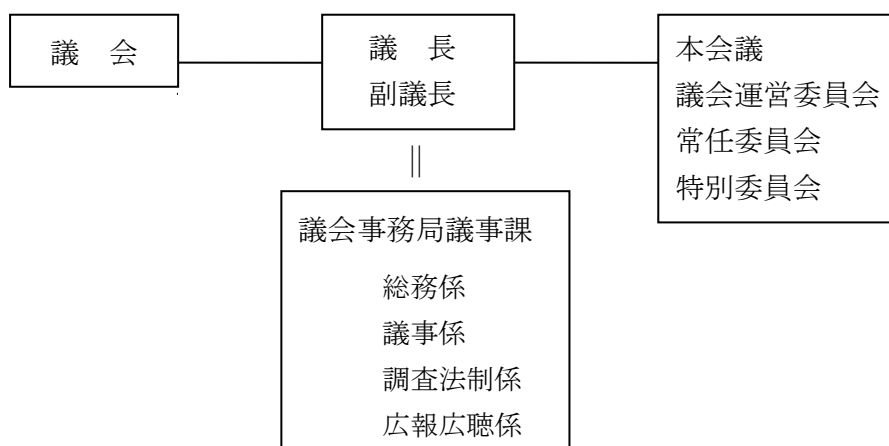 議　会
議　長
副議長
本会議
議会運営委員会
常任委員会
特別委員会
議会事務局議事課
総務係
議事係
調査法制係
広報広聴係